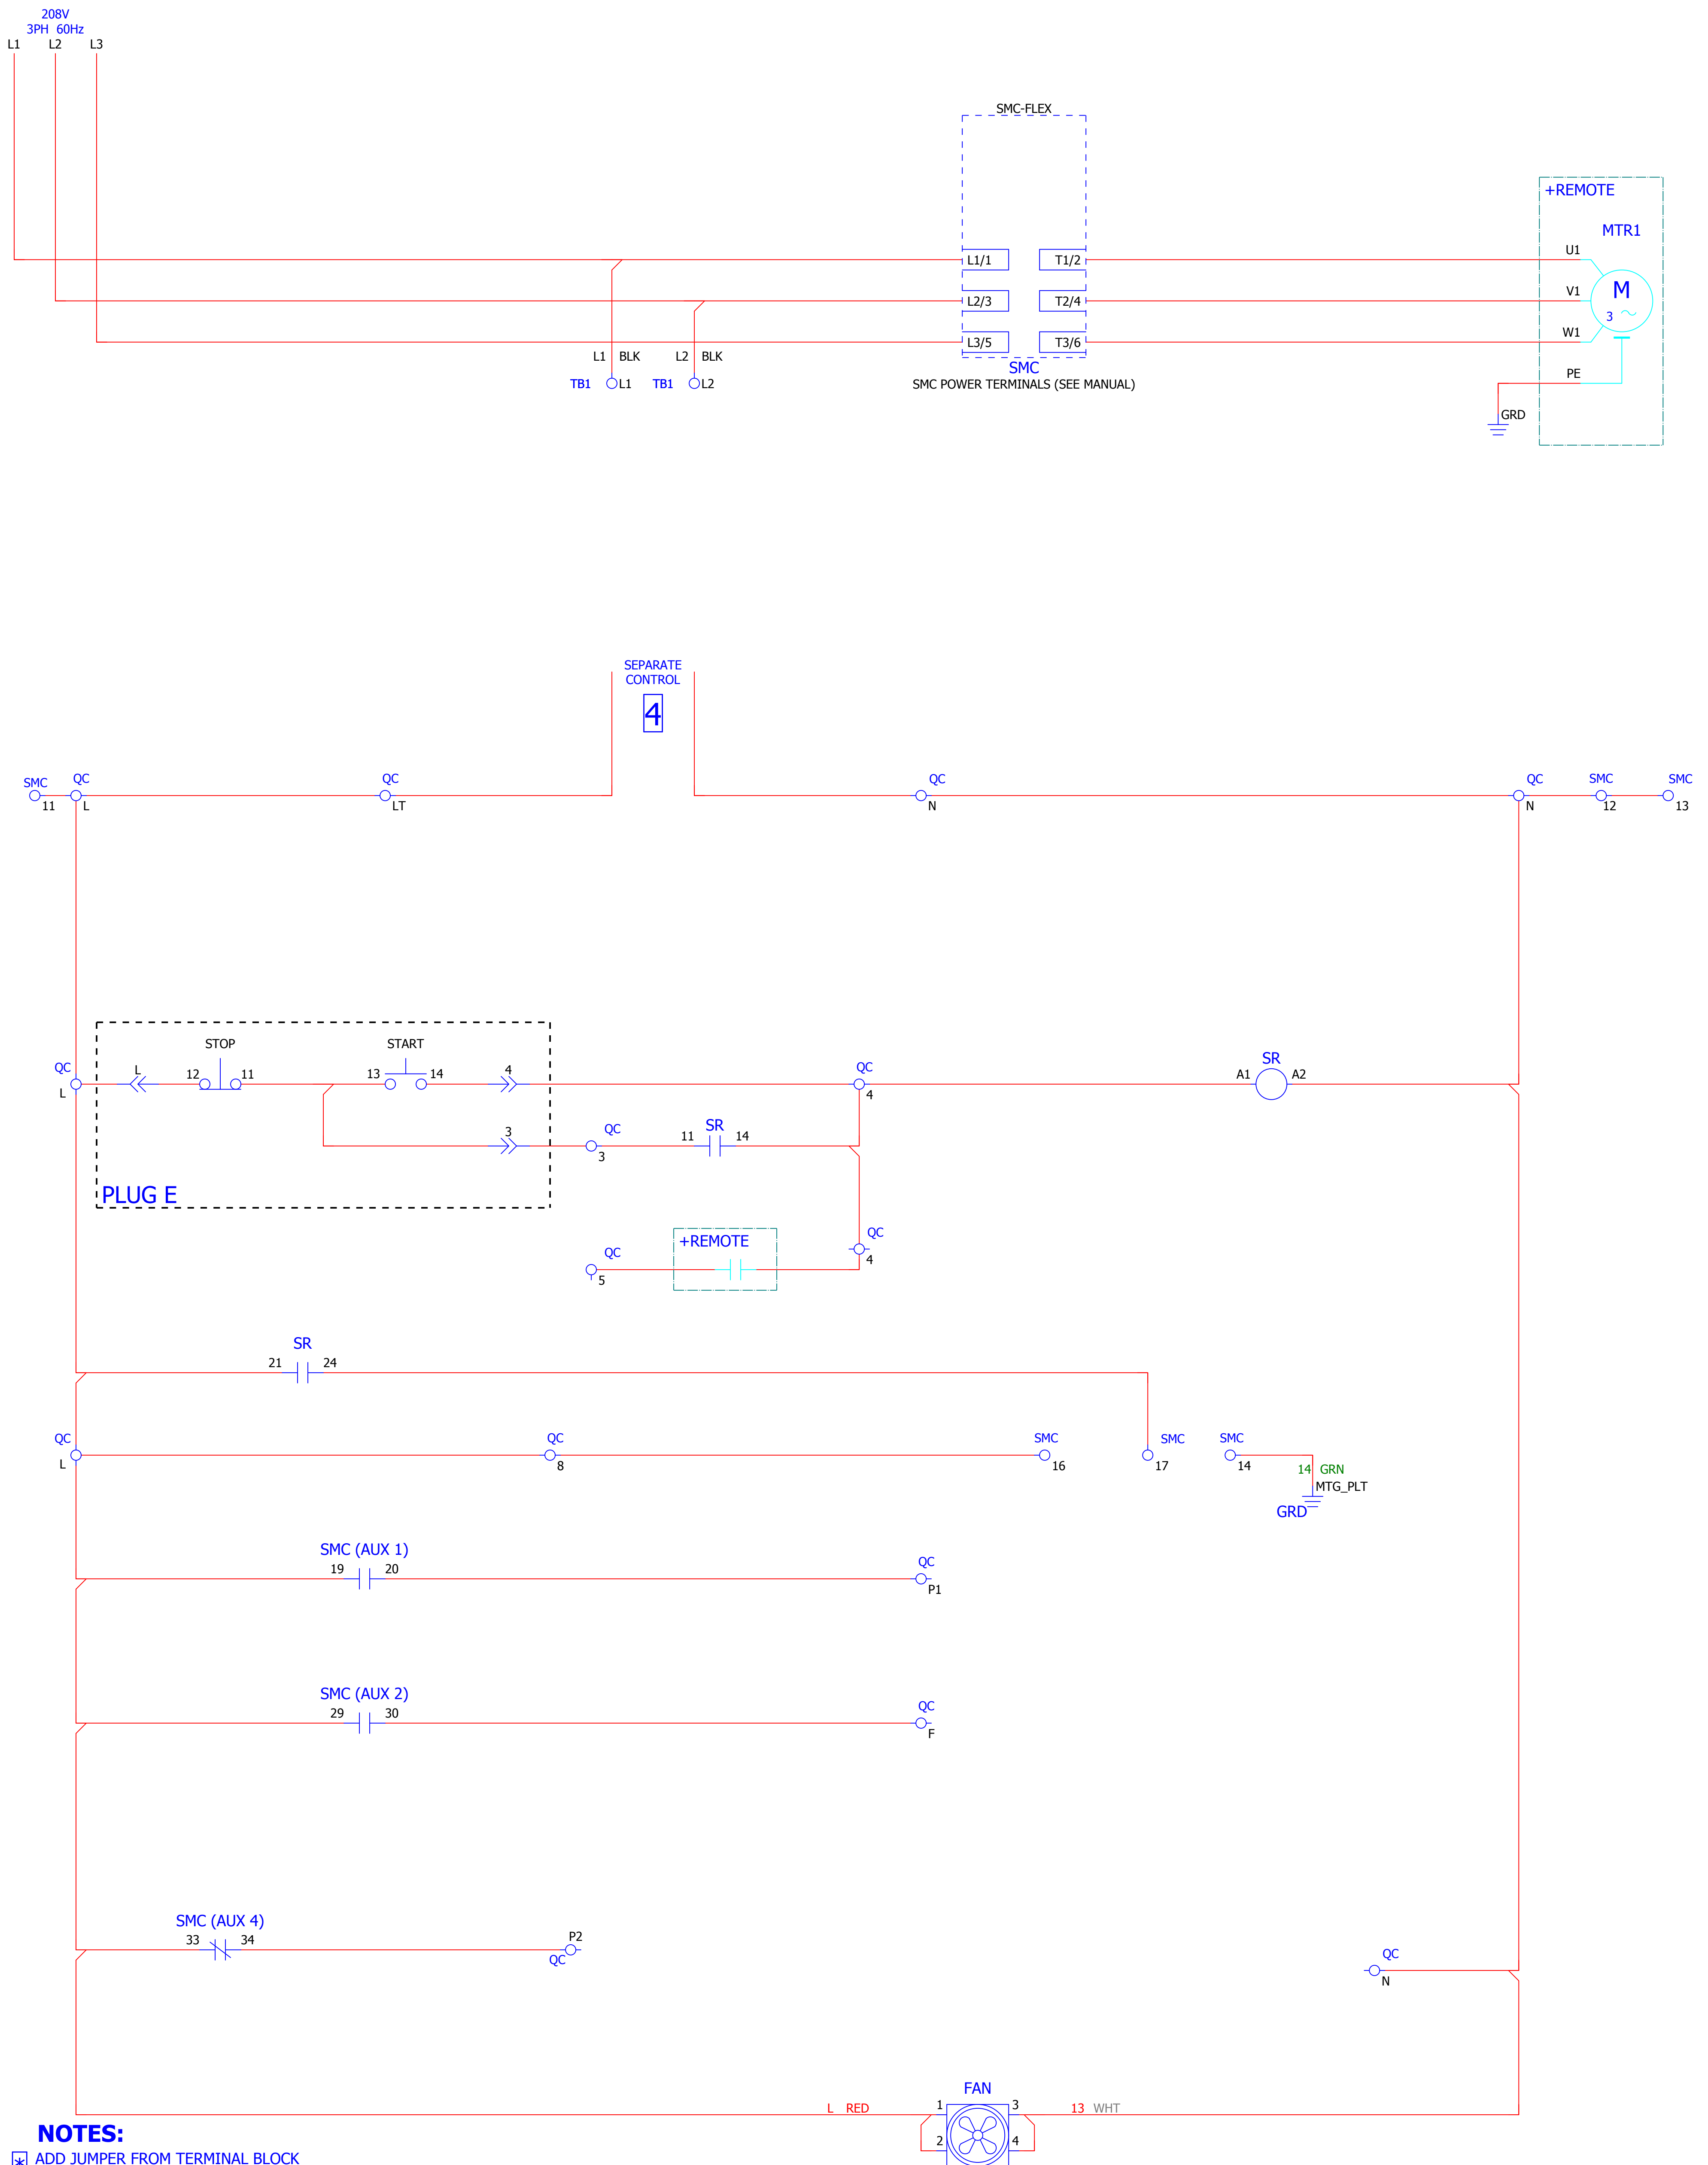 208V
3PH 60Hz
L1 L2 L3
SMC-FLEX
+REMOTE
MTR1
L1/1 T1/2 U1
L2/3 T2/4 V1
M
3
L3/5 T3/6 W1
L1 BLK L2 BLK
SMC
TB1 L1 TB1 L2
SMC POWER TERMINALS (SEE MANUAL)
PE
GRD
SEPARATE
CONTROL
4
SMC QC QC QC QC SMC SMC
11 L LT N N 12 13
STOP START
QC L 12 11 13 14 4 QC SR
L 4 A1 A2
3 QC 11 SR 14
3
PLUG E
QC +REMOTE QC
5 4
SR
21 24
QC QC SMC SMC SMC
L 8 16 17 14
14 GRN
MTG_PLT
GRD
SMC (AUX 1)
19 20 QC
P1
SMC (AUX 2)
29 30 QC
F
SMC (AUX 4)
33 34 P2
QC
QC
N
FAN
L RED 1 3 13 WHT
2 4
NOTES:
* ADD JUMPER FROM TERMINAL BLOCK